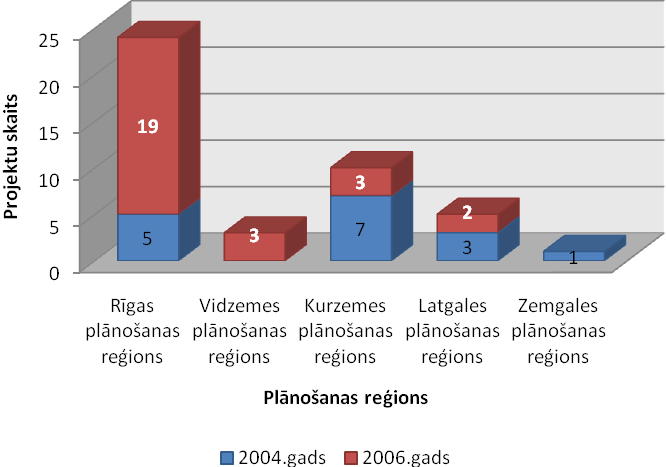 Projektu skaits
25
20
15
10
5
0
19
5
3
3
7
2
3
1
Rīgas plānošanas reģions
Vidzemes plānošanas reģions
Kurzemes plānošanas reģions
Latgales plānošanas reģions
Zemgales plānošanas reģions
Plānošanas reģions
2004.gads 2006.gads